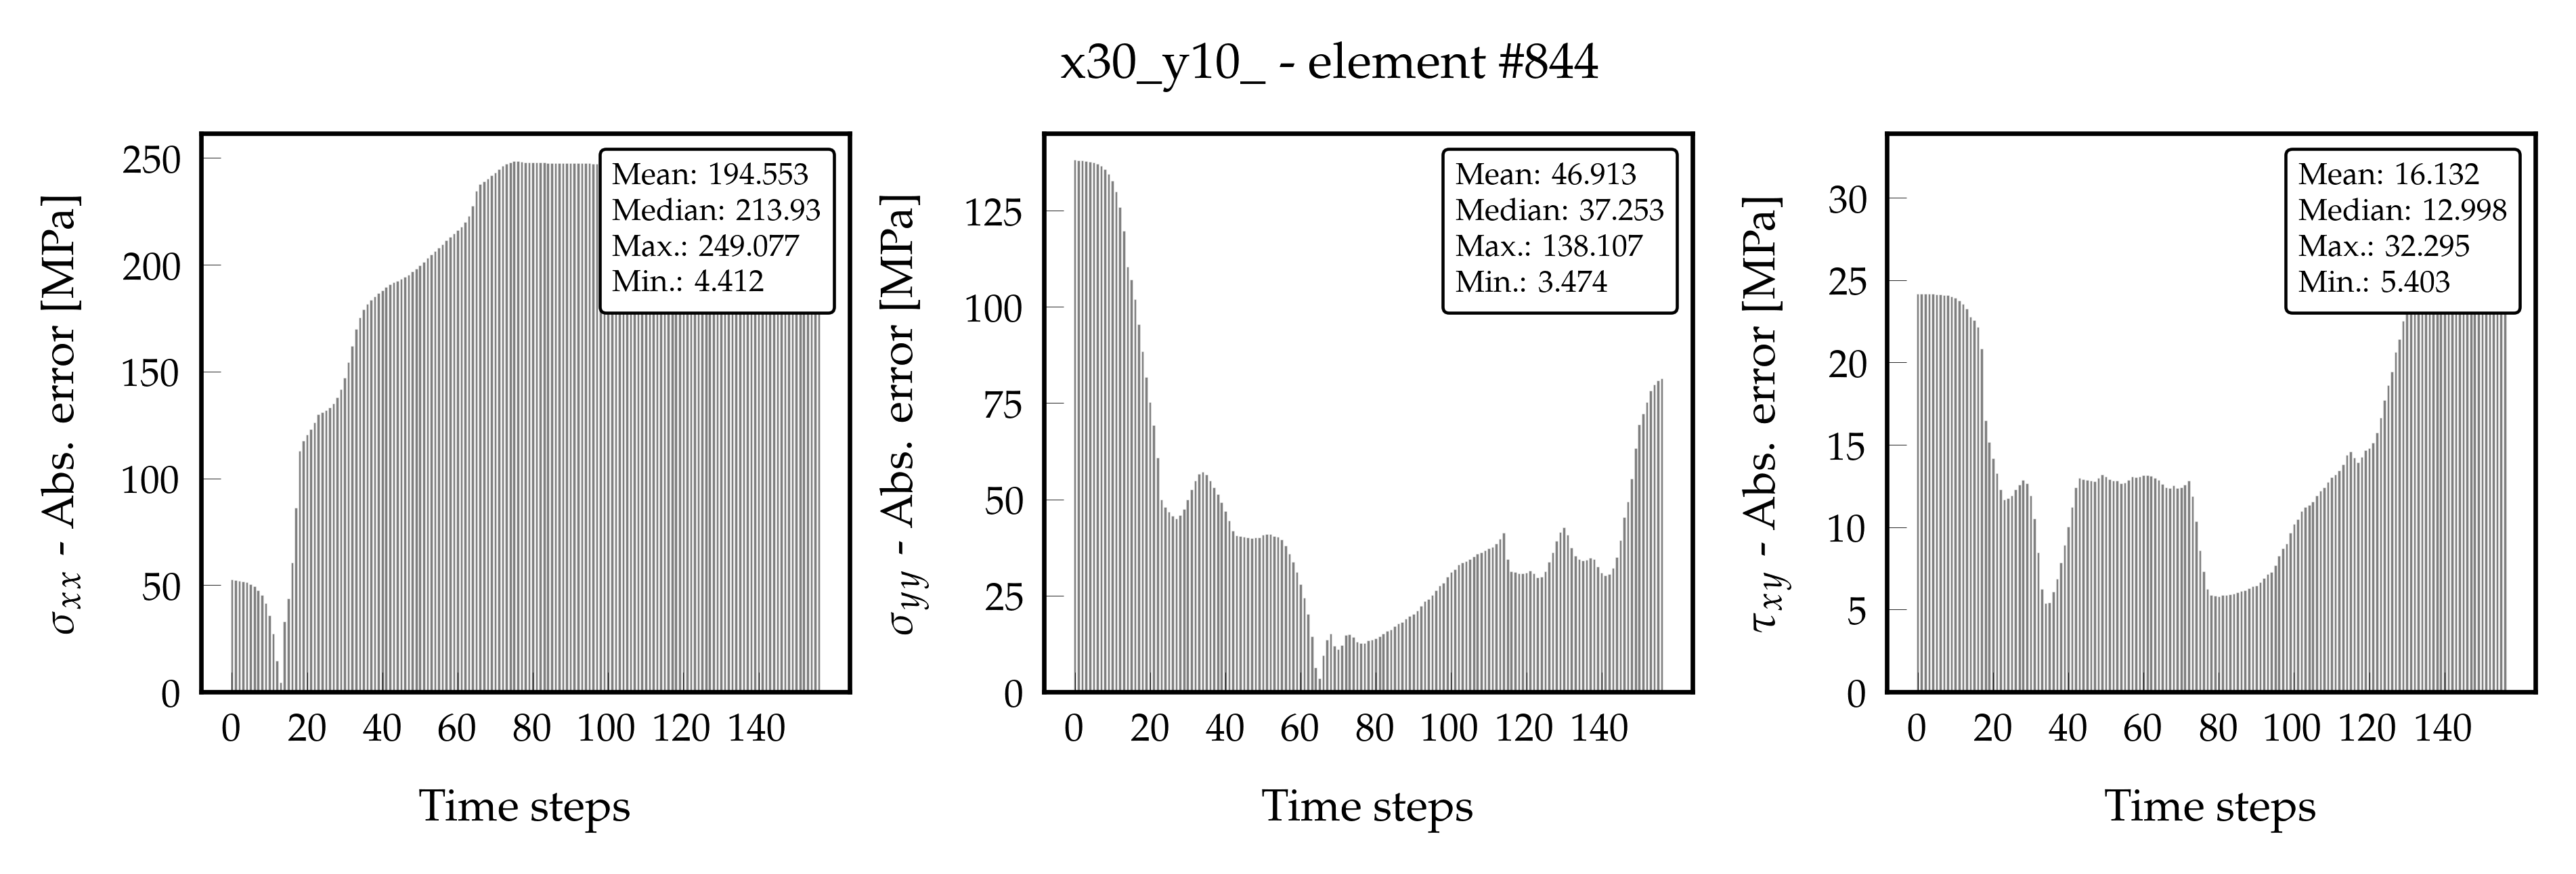 x30_y10_ - element #844
σxx - Abs. error [MPa]
250
200
150
100
50
0
Mean: 194.553
Median: 213.93
Max.: 249.077
Min.: 4.412
0 20 40 60 80 100 120 140
Time steps
σyy - Abs. error [MPa]
125
100
75
50
25
0
Mean: 46.913
Median: 37.253
Max.: 138.107
Min.: 3.474
0 20 40 60 80 100 120 140
Time steps
τxy - Abs. error [MPa]
30
25
20
15
10
5
0
Mean: 16.132
Median: 12.998
Max.: 32.295
Min.: 5.403
0 20 40 60 80 100 120 140
Time steps